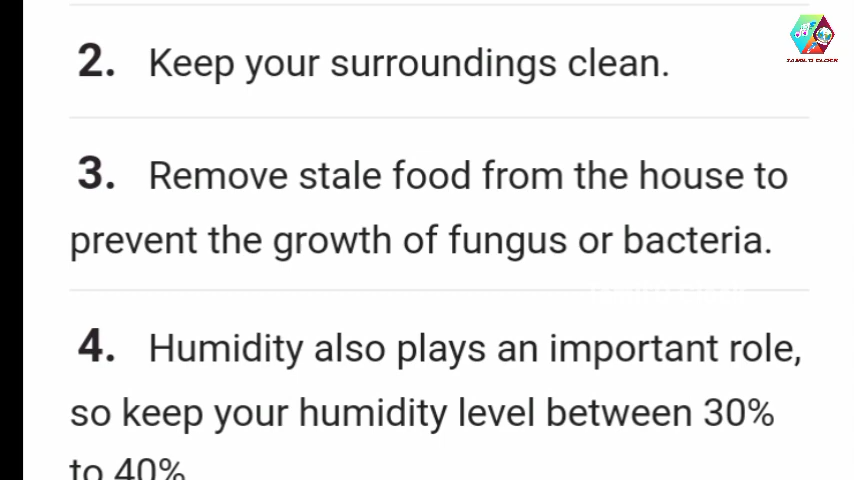 2. Keep your surroundings clean.
3. Remove stale food from the house to
prevent the growth of fungus or bacteria.
4. Humidity also plays an important role,
so keep your humidity level between 30%
to 40%